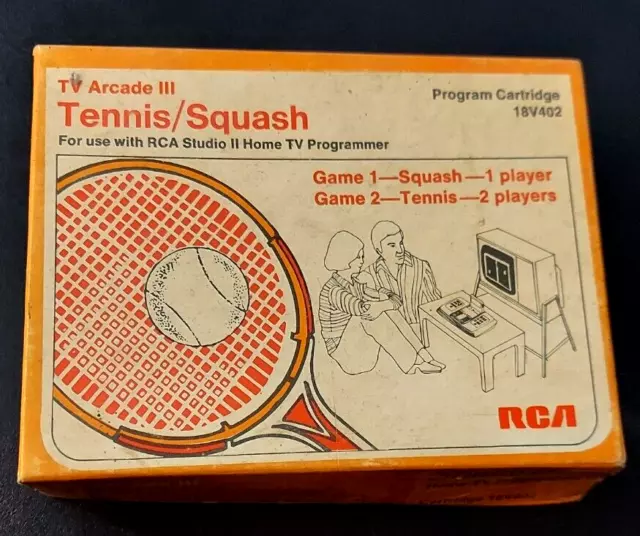 TV Arcade III
Tennis/Squash
For use with RCA Studio II Home TV Programmer
Program Cartridge
18V402
Game 1—Squash—1 player
Game 2—Tennis—2 players
RCA